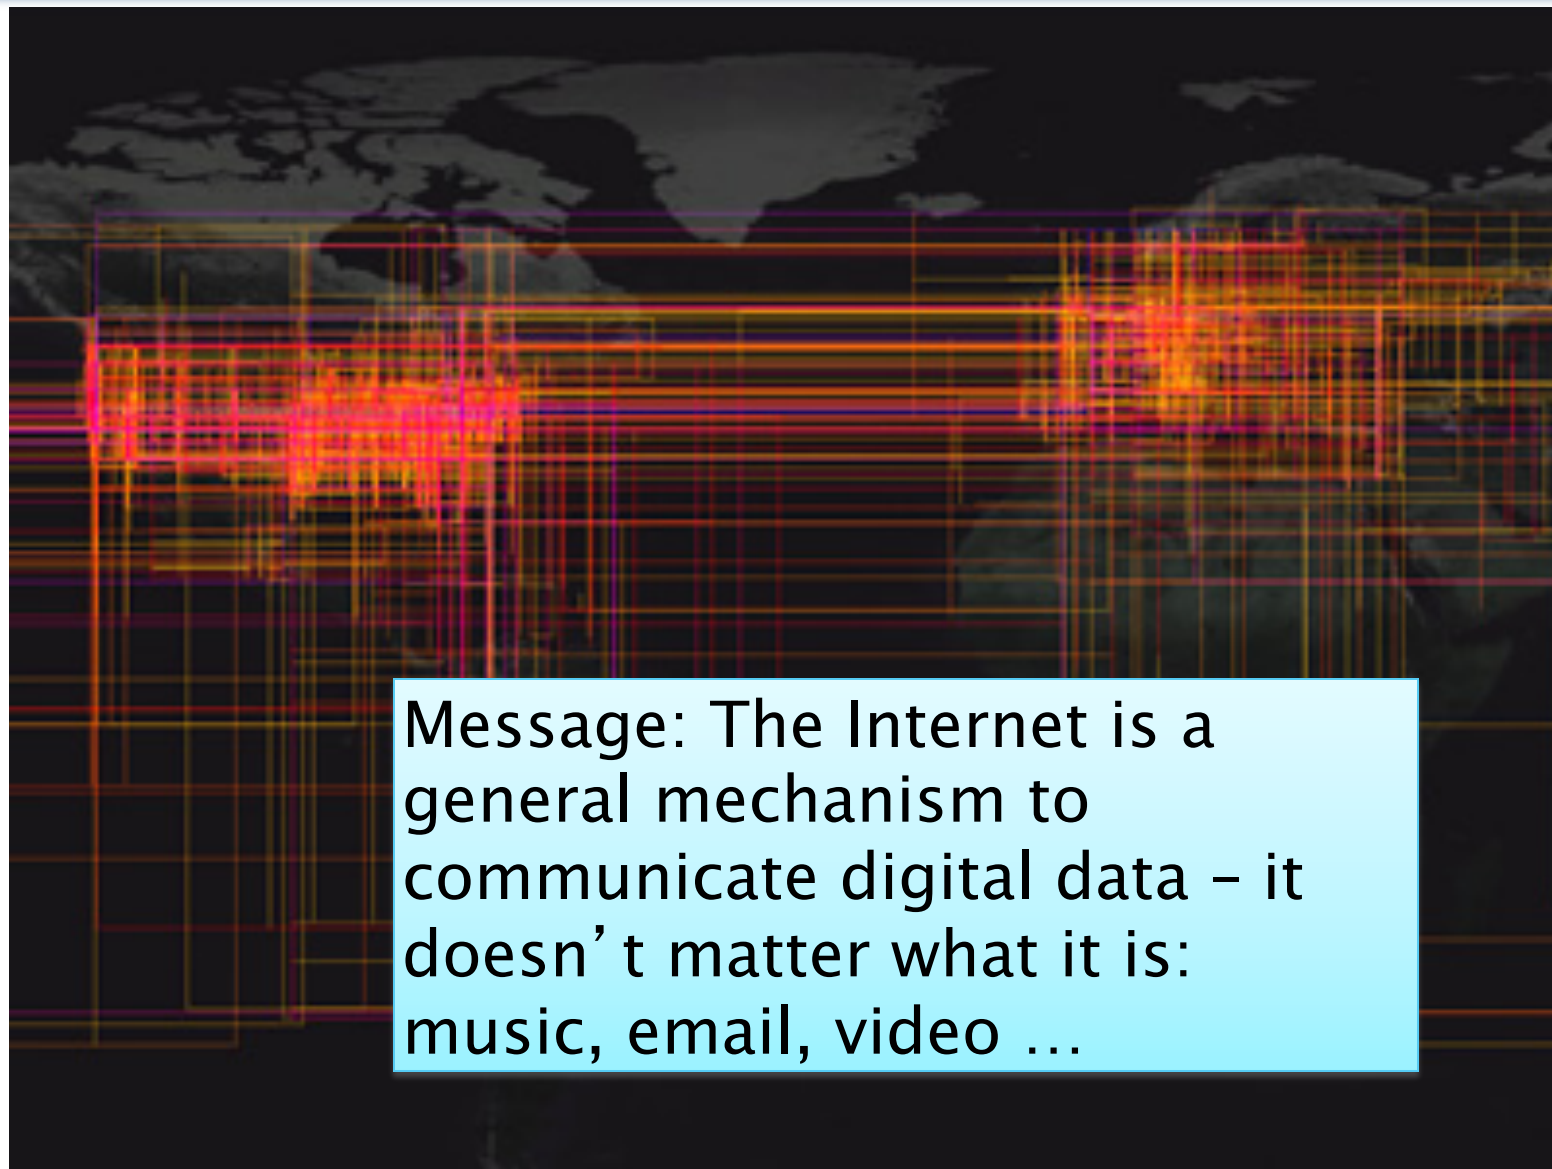 Message: The Internet is a
general mechanism to
communicate digital data – it
doesn’t matter what it is:
music, email, video …